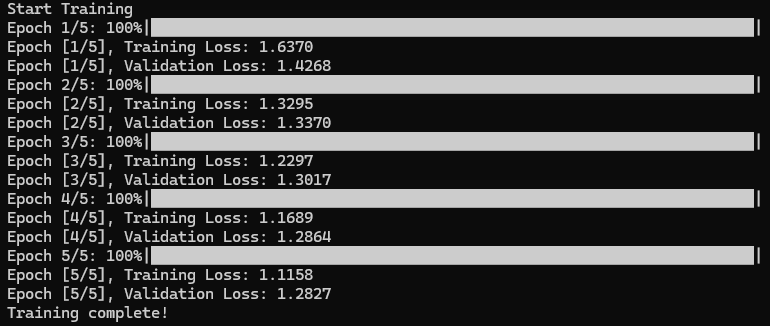 Start Training
Epoch 1/5: 100%| |
Epoch [1/5], Training Loss: 1.6370
Epoch [1/5], Validation Loss: 1.4268
Epoch 2/5: 100%| |
Epoch [2/5], Training Loss: 1.3295
Epoch [2/5], Validation Loss: 1.3370
Epoch 3/5: 100%| |
Epoch [3/5], Training Loss: 1.2297
Epoch [3/5], Validation Loss: 1.3017
Epoch 4/5: 100%| |
Epoch [4/5], Training Loss: 1.1689
Epoch [4/5], Validation Loss: 1.2864
Epoch 5/5: 100%| |
Epoch [5/5], Training Loss: 1.1158
Epoch [5/5], Validation Loss: 1.2827
Training complete!